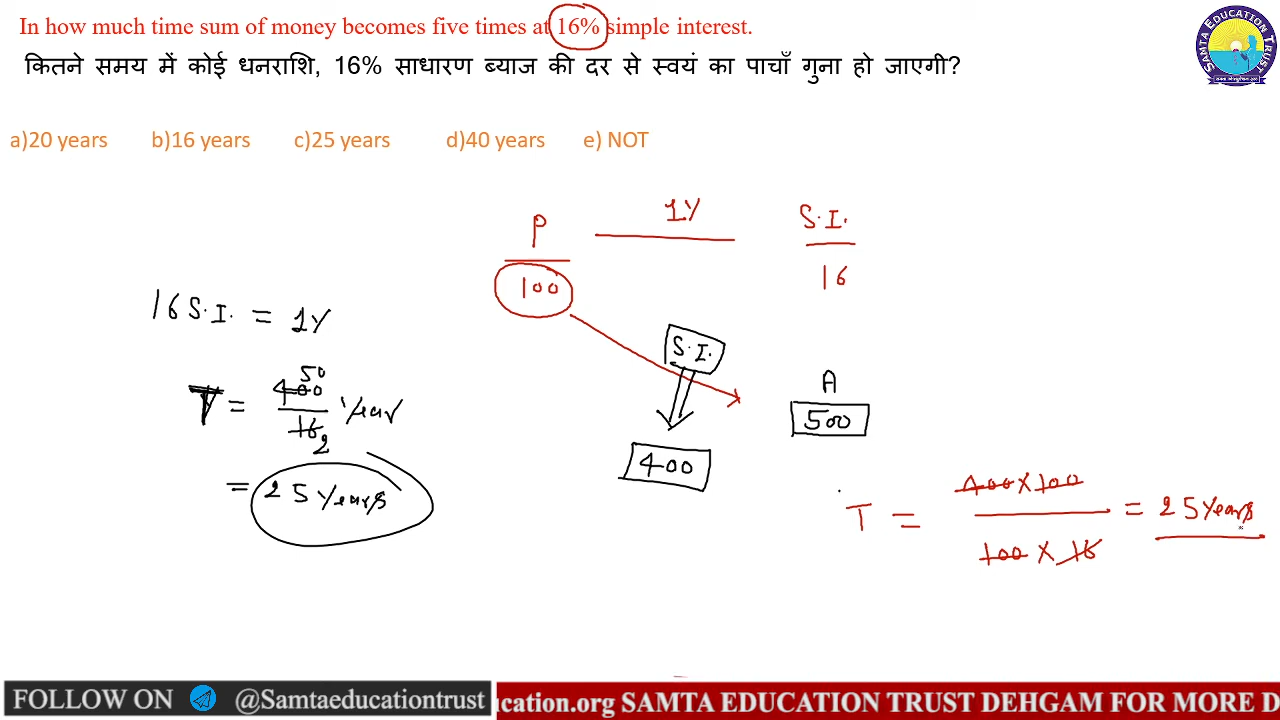 In how much time sum of money becomes five times at 16% simple interest.
कितने समय में कोई धनराशि, 16% साधारण ब्याज की दर से स्वयं का पाचाँ गुना हो जाएगी?
SAMTA EDUCATION TRUST
a)20 years b)16 years c)25 years d)40 years e) NOT
P 1Y S.I.
100 16
16 S.I. = 1Y
S.I.
50
T = 400/16 year
2
A
500
400
= 25 Years
T = 400 X 100 / 100 X 16 = 25 Years
FOLLOW ON @Samtaeducationtrust
cation.org SAMTA EDUCATION TRUST DEHGAM FOR MORE D